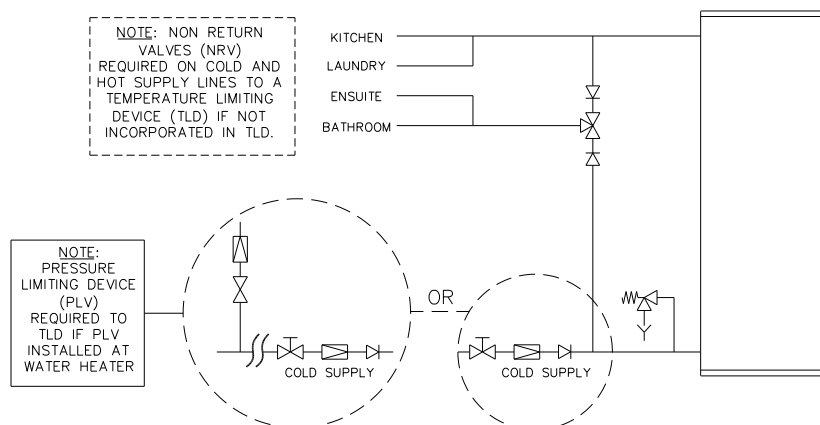 NOTE: NON RETURN
VALVES (NRV)
REQUIRED ON COLD AND
HOT SUPPLY LINES TO A
TEMPERATURE LIMITING
DEVICE (TLD) IF NOT
INCORPORATED IN TLD.
KITCHEN
LAUNDRY
ENSUITE
BATHROOM
NOTE:
PRESSURE
LIMITING DEVICE
(PLV)
REQUIRED TO
TLD IF PLV
INSTALLED AT
WATER HEATER
OR
COLD SUPPLY
COLD SUPPLY